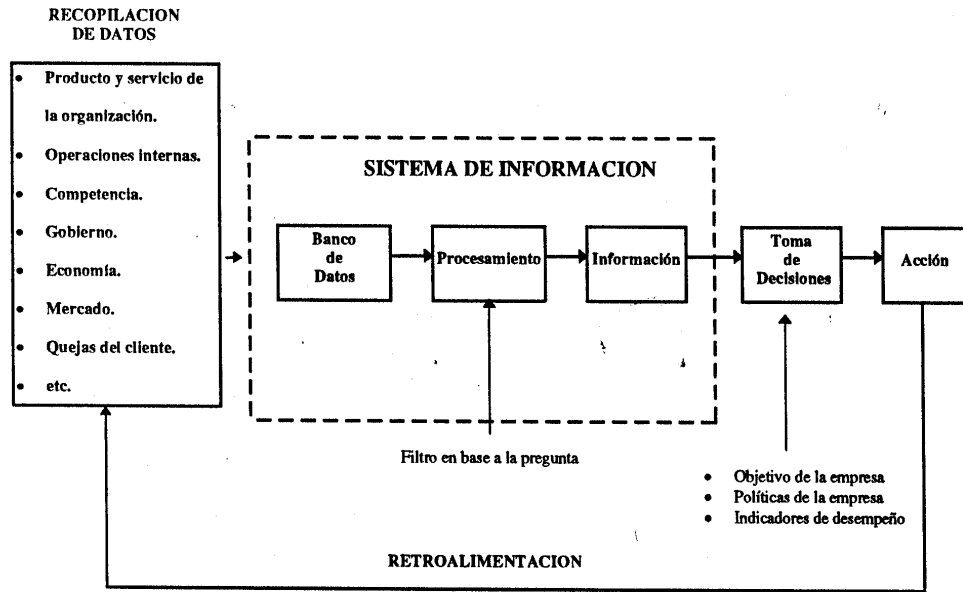 RECOPILACION
DE DATOS
• Producto y servicio de
la organización.
• Operaciones internas.
• Competencia.
• Gobierno.
• Economía.
• Mercado.
• Quejas del cliente.
• etc.
SISTEMA DE INFORMACION
Banco
de
Datos
Procesamiento
Información
Toma
de
Decisiones
Acción
Filtro en base a la pregunta
• Objetivo de la empresa
• Políticas de la empresa
• Indicadores de desempeño
RETROALIMENTACION